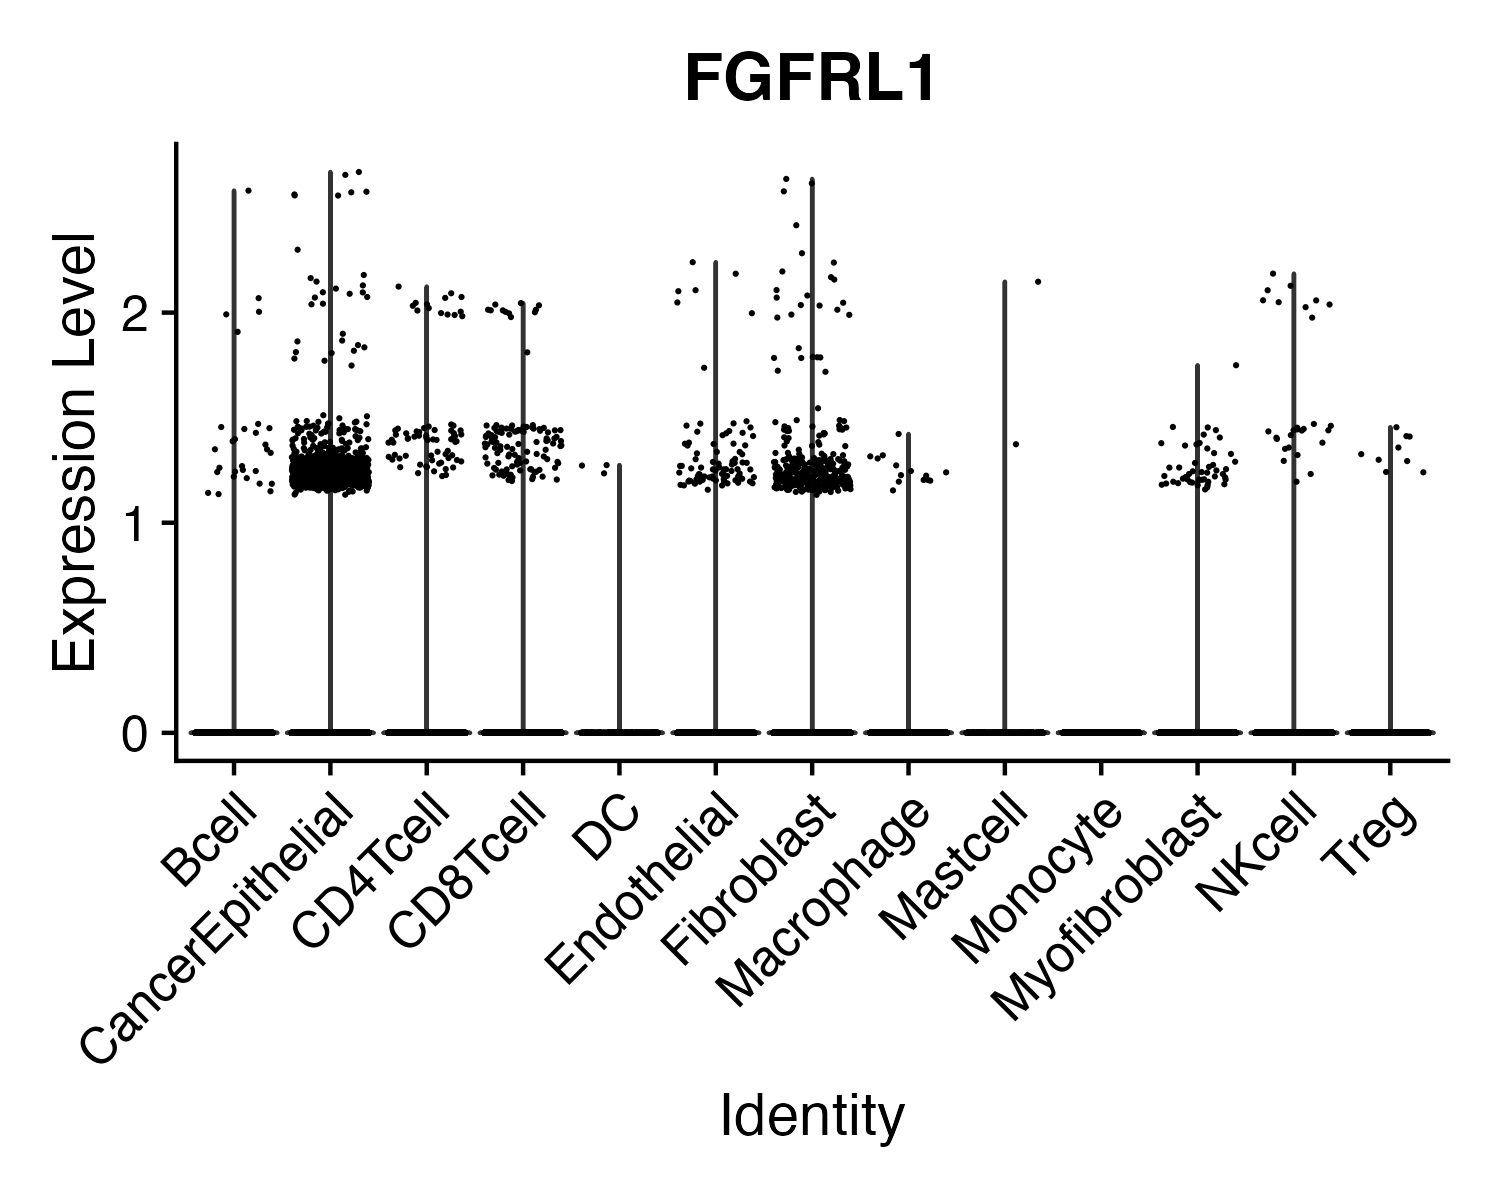 FGFRL1
Expression Level
2
1
0
Bcell
CancerEpithelial
CD4Tcell
CD8Tcell
DC
Endothelial
Fibroblast
Macrophage
Mastcell
Monocyte
Myofibroblast
NKcell
Treg
Identity